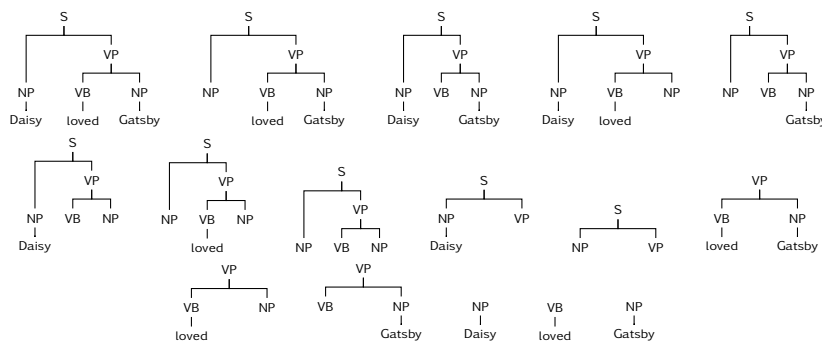 S S S S S
VP VP VP VP VP
NP VB NP NP VB NP NP VB NP NP VB NP NP VB NP
Daisy loved Gatsby loved Gatsby Daisy Gatsby Daisy loved Gatsby
S S
S
VP VP S VP
VP S
NP VB NP NP VB NP NP VP VB NP
Daisy loved NP VB NP Daisy NP VP loved Gatsby
VP VP
VB NP VB NP NP VB NP
loved Gatsby Daisy loved Gatsby